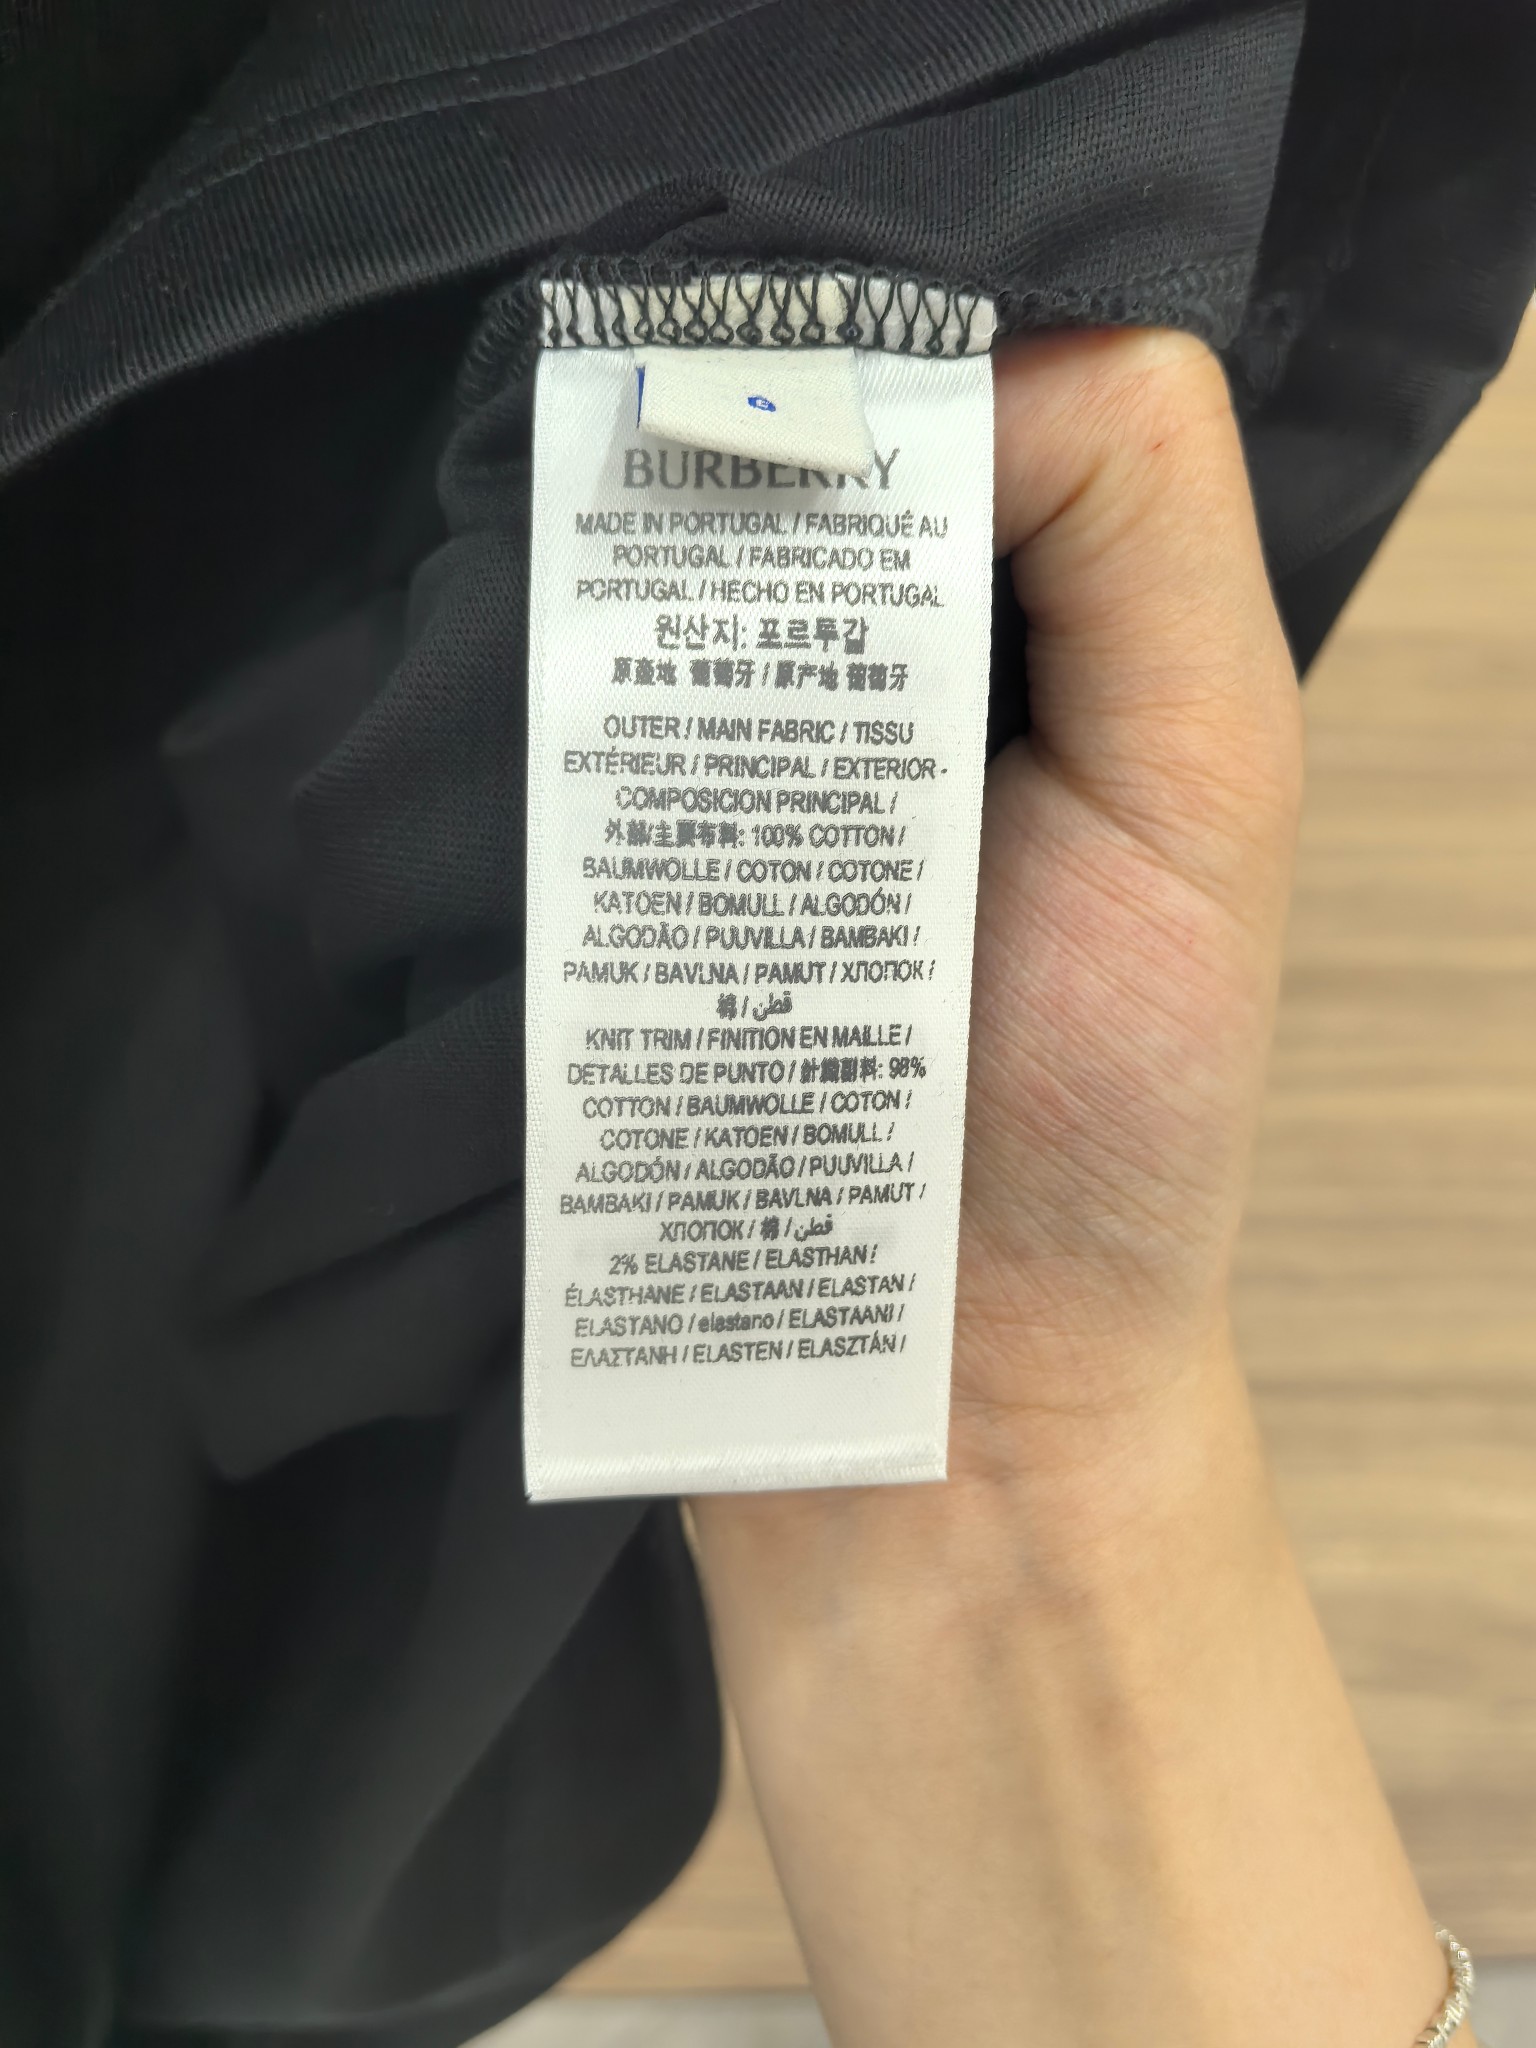 BURBERRY
MADE IN PORTUGAL / FABRIQUÉ AU
PORTUGAL / FABRICADO EM
PORTUGAL / HECHO EN PORTUGAL
원산지: 포르투갈
原產地 葡萄牙 / 原产地 葡萄牙
OUTER / MAIN FABRIC / TISSU
EXTÉRIEUR / PRINCIPAL / EXTERIOR -
COMPOSICION PRINCIPAL /
外部/主要布料: 100% COTTON /
BAUMWOLLE / COTON / COTONE /
KATOEN / BOMULL / ALGODÓN /
ALGODÃO / PUUVILLA / BAMBAKI /
PAMUK / BAVLNA / PAMUT / ХЛОПОК /
棉 / قطن
KNIT TRIM / FINITION EN MAILLE /
DETALLES DE PUNTO / 針織副料: 98%
COTTON / BAUMWOLLE / COTON /
COTONE / KATOEN / BOMULL /
ALGODÓN / ALGODÃO / PUUVILLA /
BAMBAKI / PAMUK / BAVLNA / PAMUT /
ХЛОПОК / 棉 / قطن
2% ELASTANE / ELASTHAN /
ÉLASTHANE / ELASTAAN / ELASTAN /
ELASTANO / elastano / ELASTAANI /
ΕΛΑΣΤΑΝΗ / ELASTEN / ELASZTÁN /